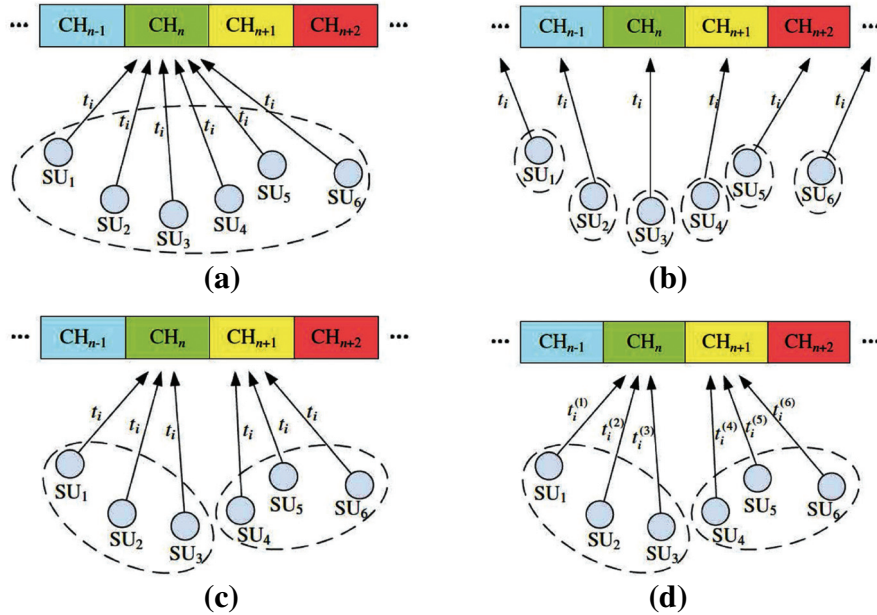 ... CHn-1 CHn CHn+1 CHn+2 ...
ti ti ti ti ti ti
SU1 SU2 SU3 SU4 SU5 SU6
(a)
... CHn-1 CHn CHn+1 CHn+2 ...
ti ti ti ti ti ti
SU1 SU2 SU3 SU4 SU5 SU6
(b)
... CHn-1 CHn CHn+1 CHn+2 ...
ti ti ti ti ti ti
SU1 SU2 SU3 SU4 SU5 SU6
(c)
... CHn-1 CHn CHn+1 CHn+2 ...
ti(1) ti(2) ti(3) ti(4) ti(5) ti(6)
SU1 SU2 SU3 SU4 SU5 SU6
(d)